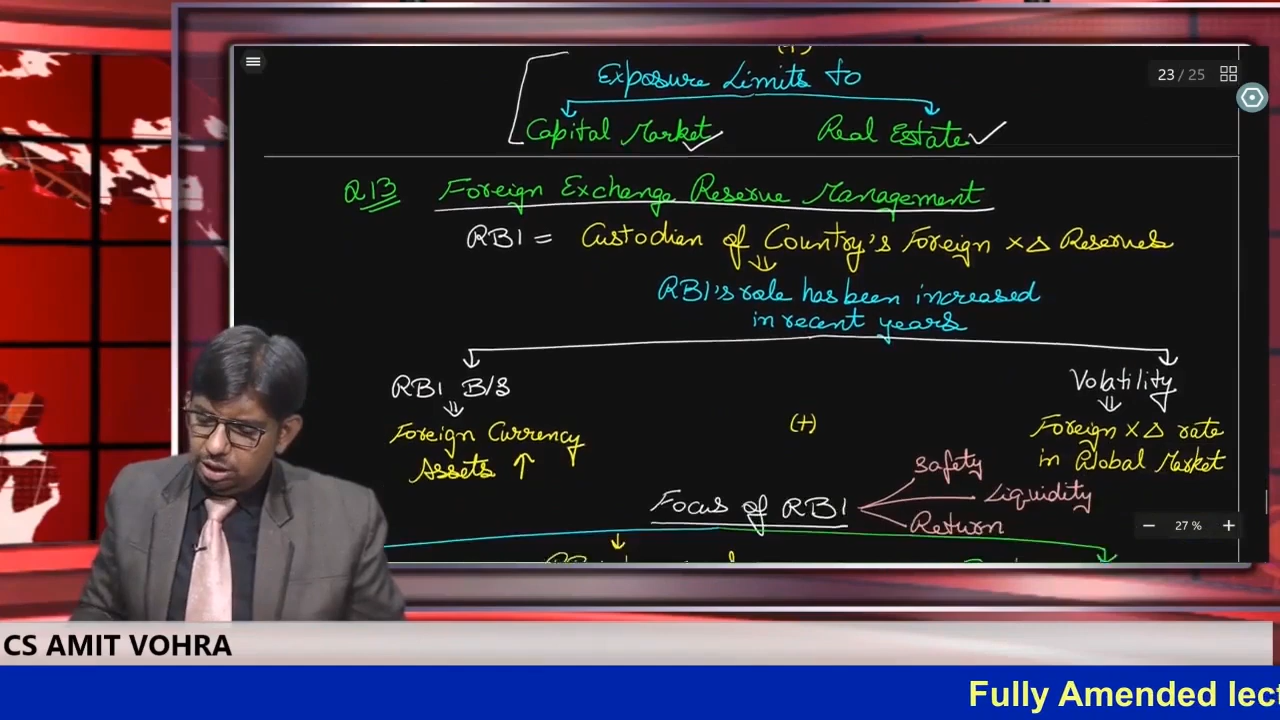 23 / 25
(+)
Exposure Limits to
Capital Market
Real Estate
Q13 Foreign Exchange Reserve Management
RBI = Custodian of Country's Foreign x∆ Reserves
RBI's role has been increased
in recent years
RBI B/S
Volatility
Foreign Currency
Assets ↑
(+)
Foreign x∆ rate
in Global Market
Focus of RBI
Safety
Liquidity
Return
27 %
CS AMIT VOHRA
Fully Amended lect